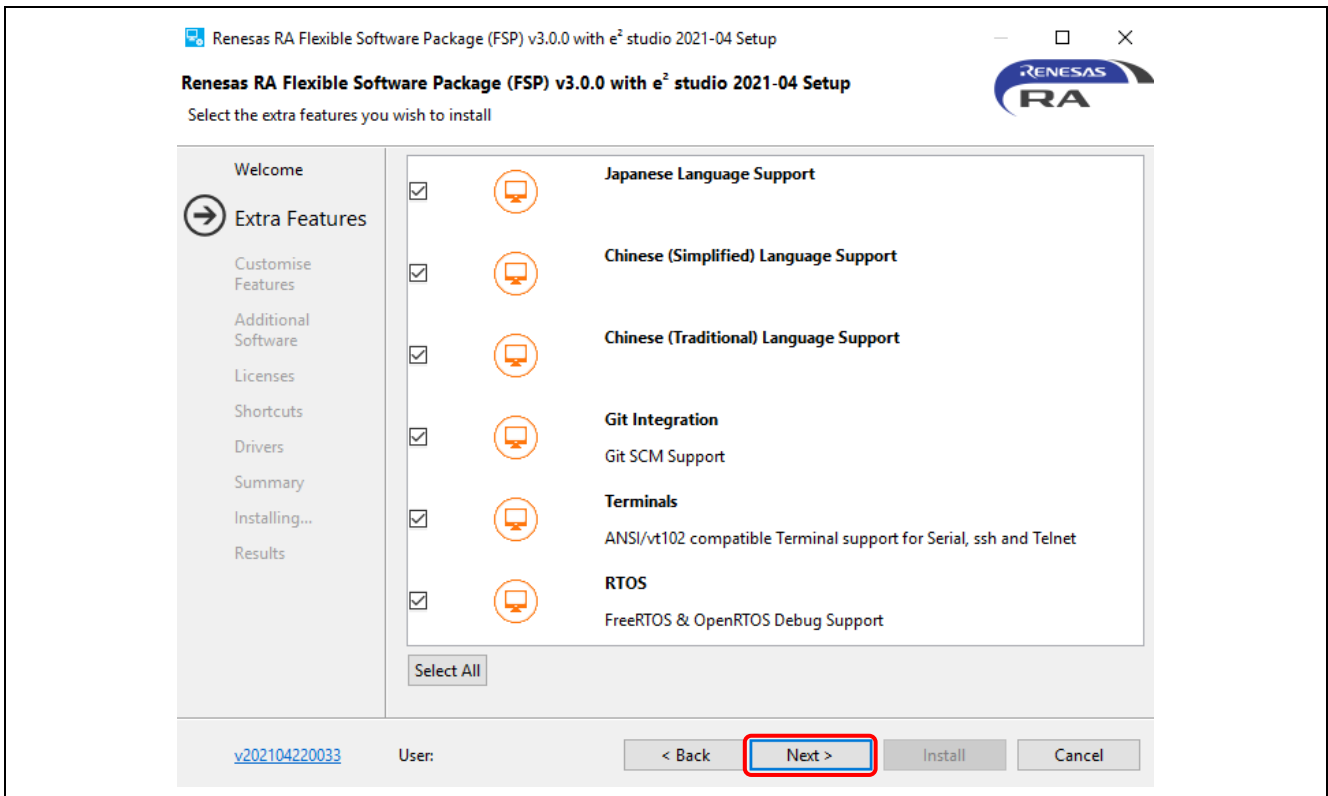 Renesas RA Flexible Software Package (FSP) v3.0.0 with e² studio 2021-04 Setup
Renesas RA Flexible Software Package (FSP) v3.0.0 with e² studio 2021-04 Setup
Select the extra features you wish to install
RENESAS
RA
Welcome
Extra Features
Customise
Features
Additional
Software
Licenses
Shortcuts
Drivers
Summary
Installing...
Results
Japanese Language Support
Chinese (Simplified) Language Support
Chinese (Traditional) Language Support
Git Integration
Git SCM Support
Terminals
ANSI/vt102 compatible Terminal support for Serial, ssh and Telnet
RTOS
FreeRTOS & OpenRTOS Debug Support
Select All
v202104220033 User: < Back Next > Install Cancel